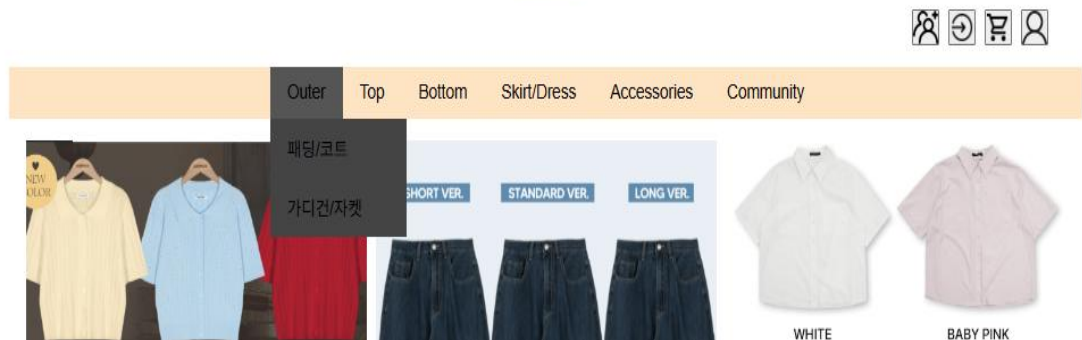 Outer Top Bottom Skirt/Dress Accessories Community
패딩/코트
가디건/자켓
NEW
COLOR
SHORT VER. STANDARD VER. LONG VER.
WHITE BABY PINK